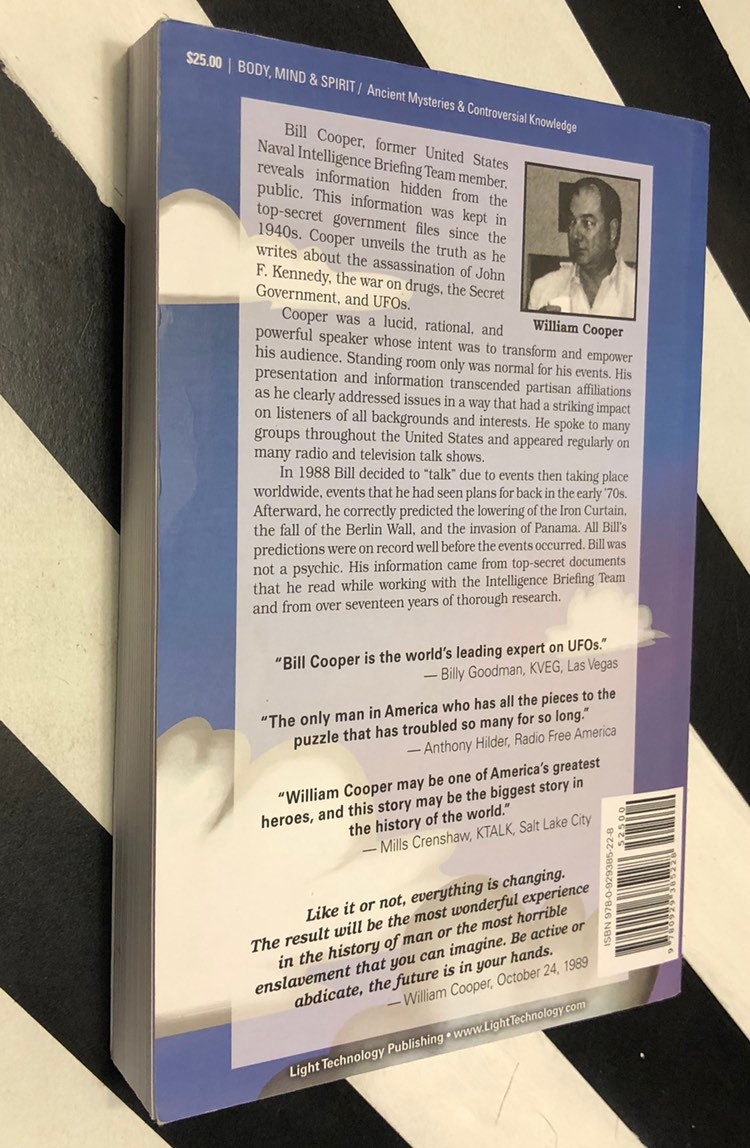 $25.00 | BODY, MIND & SPIRIT / Ancient Mysteries & Controversial Knowledge
Bill Cooper, former United States
Naval Intelligence Briefing Team member,
reveals information hidden from the
public. This information was kept in
top-secret government files since the
1940s. Cooper unveils the truth as he
writes about the assassination of John
F. Kennedy, the war on drugs, the Secret
Government, and UFOs.
William Cooper
Cooper was a lucid, rational, and
powerful speaker whose intent was to transform and empower
his audience. Standing room only was normal for his events. His
presentation and information transcended partisan affiliations
as he clearly addressed issues in a way that had a striking impact
on listeners of all backgrounds and interests. He spoke to many
groups throughout the United States and appeared regularly on
many radio and television talk shows.
In 1988 Bill decided to “talk” due to events then taking place
worldwide, events that he had seen plans for back in the early ’70s.
Afterward, he correctly predicted the lowering of the Iron Curtain,
the fall of the Berlin Wall, and the invasion of Panama. All Bill’s
predictions were on record well before the events occurred. Bill was
not a psychic. His information came from top-secret documents
that he read while working with the Intelligence Briefing Team
and from over seventeen years of thorough research.
“Bill Cooper is the world’s leading expert on UFOs.”
— Billy Goodman, KVEG, Las Vegas
“The only man in America who has all the pieces to the
puzzle that has troubled so many for so long.”
— Anthony Hilder, Radio Free America
“William Cooper may be one of America’s greatest
heroes, and this story may be the biggest story in
the history of the world.”
— Mills Crenshaw, KTALK, Salt Lake City
Like it or not, everything is changing.
The result will be the most wonderful experience
in the history of man or the most horrible
enslavement that you can imagine. Be active or
abdicate, the future is in your hands.
— William Cooper, October 24, 1989
ISBN 978-0-929385-22-8
52500
9 780929 385228
Light Technology Publishing • www.LightTechnology.com